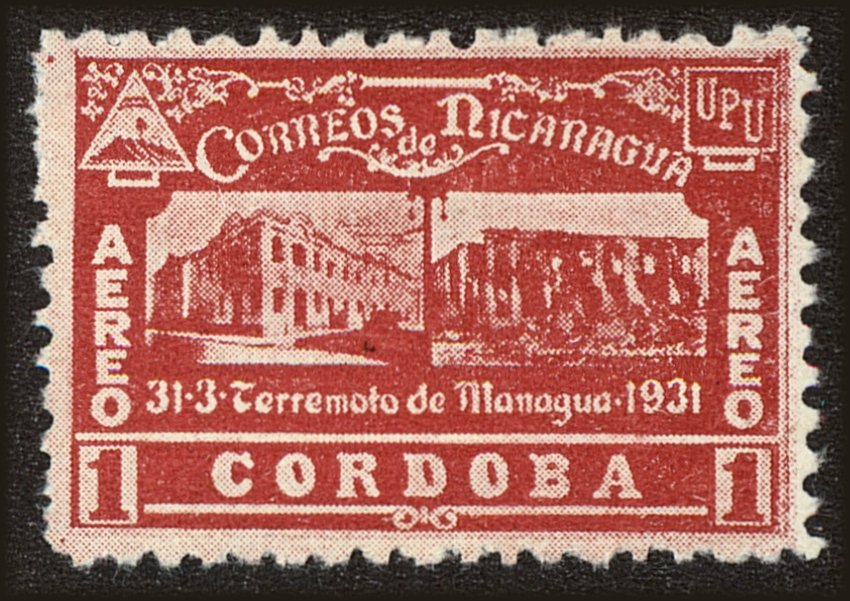 CORREOS de NICARAGUA
UPU
AEREO
AEREO
31·3·Terremoto de Managua·1931
1 CORDOBA 1